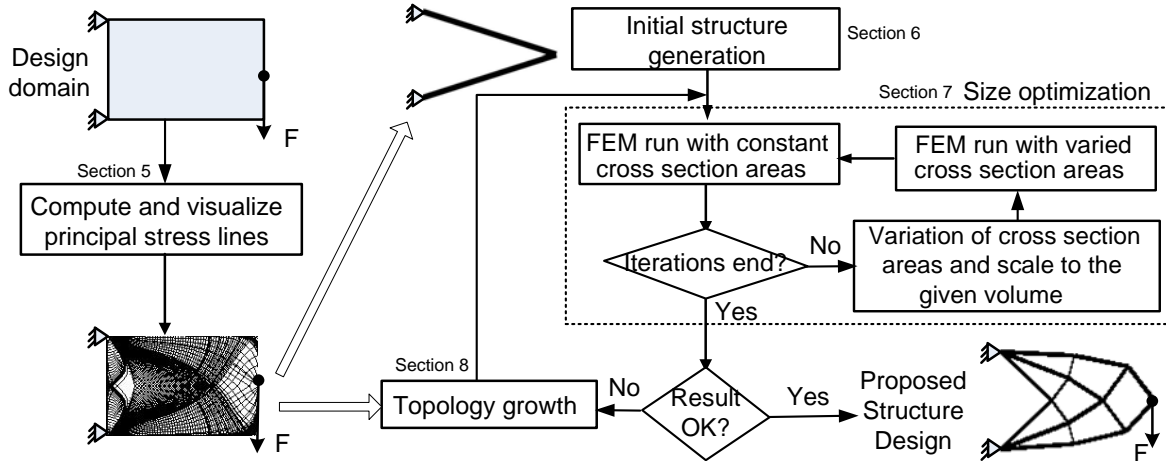 Design
domain
F
Section 5
Compute and visualize
principal stress lines
F
Initial structure
generation
Section 6
Section 7 Size optimization
FEM run with constant
cross section areas
FEM run with varied
cross section areas
Iterations end?
No
Variation of cross section
areas and scale to the
given volume
Yes
Section 8
Topology growth
No
Result
OK?
Yes
Proposed
Structure
Design
F